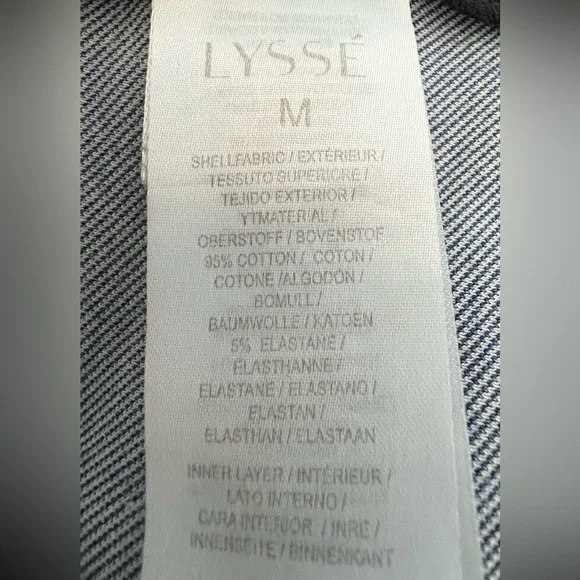 LYSSÉ
M
SHELLFABRIC / EXTÉRIEUR /
TESSUTO SUPERIORE /
TEJIDO EXTERIOR /
YTMATERIAL /
OBERSTOFF / BOVENSTOF
95% COTTON / COTON /
COTONE /ALGODÓN /
BOMULL /
BAUMWOLLE / KATOEN
5% ELASTANE /
ÉLASTHANNE /
ELASTANE / ELASTANO /
ELASTAN /
ELASTHAN / ELASTAAN
INNER LAYER / INTÉRIEUR /
LATO INTERNO /
CARA INTERIOR / INRE /
INNENSEITE / BINNENKANT